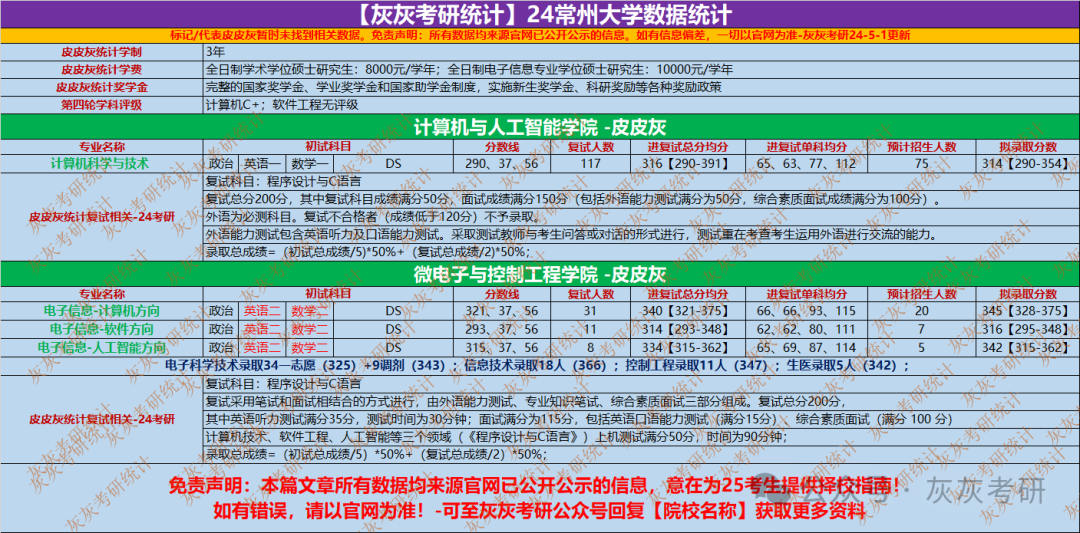 【灰灰考研统计】24常州大学数据统计
标记/代表皮皮灰暂时未找到相关数据。免责声明：所有数据均来源官网已公开公示的信息。如有信息偏差，一切以官网为准-灰灰考研24-5-1更新
皮皮灰统计学制 3年
皮皮灰统计学费 全日制学术学位硕士研究生：8000元/学年；全日制电子信息专业学位硕士研究生：10000元/学年
皮皮灰统计奖学金 完整的国家奖学金、学业奖学金和国家助学金制度，实施新生奖学金、科研奖励等各种奖励政策
第四轮学科评级 计算机C+；软件工程无评级
计算机与人工智能学院 -皮皮灰
专业名称 初试科目 分数线 复试人数 进复试总分均分 进复试单科均分 预计招生人数 拟录取分数
计算机科学与技术 政治 英语一 数学一 DS 290、37、56 117 316【290-391】 65、63、77、112 75 314【290-354】
皮皮灰统计复试相关-24考研
复试科目：程序设计与C语言
复试总分200分，其中复试科目成绩满分50分，面试成绩满分150分（包括外语能力测试满分为50分，综合素质面试成绩满分为100分）。
外语为必测科目。复试不合格者（成绩低于120分）不予录取。
外语能力测试包含英语听力及口语能力测试。采取测试教师与考生问答或对话的形式进行，测试重在考查考生运用外语进行交流的能力。
录取总成绩=（初试总成绩/5)*50%+（复试总成绩/2)*50%;
微电子与控制工程学院 -皮皮灰
专业名称 初试科目 分数线 复试人数 进复试总分均分 进复试单科均分 预计招生人数 拟录取分数
电子信息-计算机方向 政治 英语二 数学二 DS 321、37、56 31 340【321-375】 66、66、93、115 20 345【328-375】
电子信息-软件方向 政治 英语二 数学二 DS 293、37、56 11 314【293-348】 62、62、80、111 7 316【295-348】
电子信息-人工智能方向 政治 英语二 数学二 DS 315、37、56 8 334【315-362】 65、69、87、114 5 342【315-362】
电子科学技术录取34一志愿（325）+9调剂（343）；信息技术录取18人（366）；控制工程录取11人（347）；生医录取5人（342）；
皮皮灰统计复试相关-24考研
复试科目：程序设计与C语言
复试采用笔试和面试相结合的方式进行，由外语能力测试、专业知识笔试、综合素质面试三部分组成。复试总分200分，
其中英语听力测试满分35分，测试时间为30分钟；面试满分为115分，包括英语口语能力测试（满分15分）、综合素质面试（满分 100 分）
计算机技术、软件工程、人工智能等三个领域（《程序设计与C语言》）上机测试满分50分，时间为90分钟；
录取总成绩=（初试总成绩/5）*50%+（复试总成绩/2）*50%;
免责声明：本篇文章所有数据均来源官网已公开公示的信息，意在为25考生提供择校指南！
如有错误，请以官网为准！-可至灰灰考研公众号回复【院校名称】获取更多资料
公众号 · 灰灰考研
灰灰考研统计